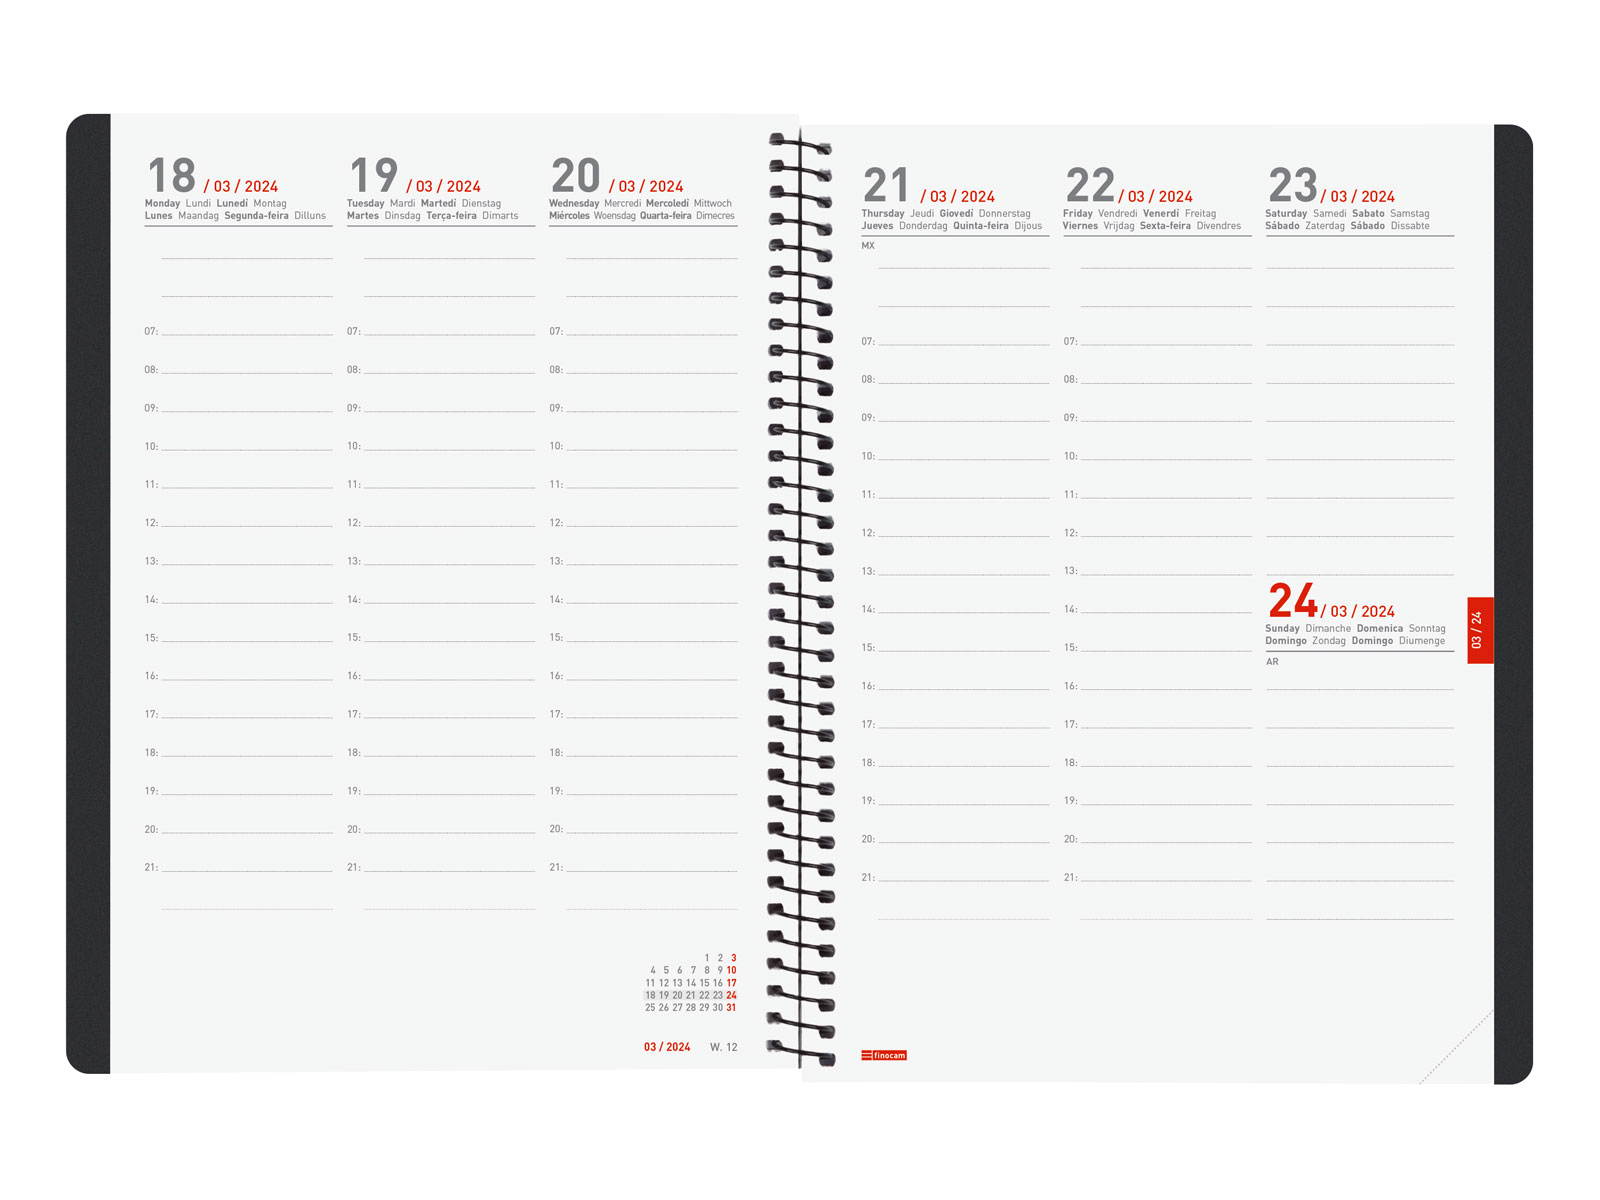 18 / 03 / 2024
Monday Lundi Lunedí Montag
Lunes Maandag Segunda-feira Dilluns
07:
08:
09:
10:
11:
12:
13:
14:
15:
16:
17:
18:
19:
20:
21:
19 / 03 / 2024
Tuesday Mardi Martedí Dienstag
Martes Dinsdag Terça-feira Dimarts
07:
08:
09:
10:
11:
12:
13:
14:
15:
16:
17:
18:
19:
20:
21:
20 / 03 / 2024
Wednesday Mercredi Mercoledí Mittwoch
Miércoles Woensdag Quarta-feira Dimecres
07:
08:
09:
10:
11:
12:
13:
14:
15:
16:
17:
18:
19:
20:
21:
1 2 3
4 5 6 7 8 9 10
11 12 13 14 15 16 17
18 19 20 21 22 23 24
25 26 27 28 29 30 31
03 / 2024 W. 12
21 / 03 / 2024
Thursday Jeudi Giovedí Donnerstag
Jueves Donderdag Quinta-feira Dijous
MX
07:
08:
09:
10:
11:
12:
13:
14:
15:
16:
17:
18:
19:
20:
21:
22 / 03 / 2024
Friday Vendredi Venerdí Freitag
Viernes Vrijdag Sexta-feira Divendres
07:
08:
09:
10:
11:
12:
13:
14:
15:
16:
17:
18:
19:
20:
21:
23 / 03 / 2024
Saturday Samedi Sabato Samstag
Sábado Zaterdag Sábado Dissabte
24 / 03 / 2024
Sunday Dimanche Domenica Sonntag
Domingo Zondag Domingo Diumenge
AR
03 / 24
finocam